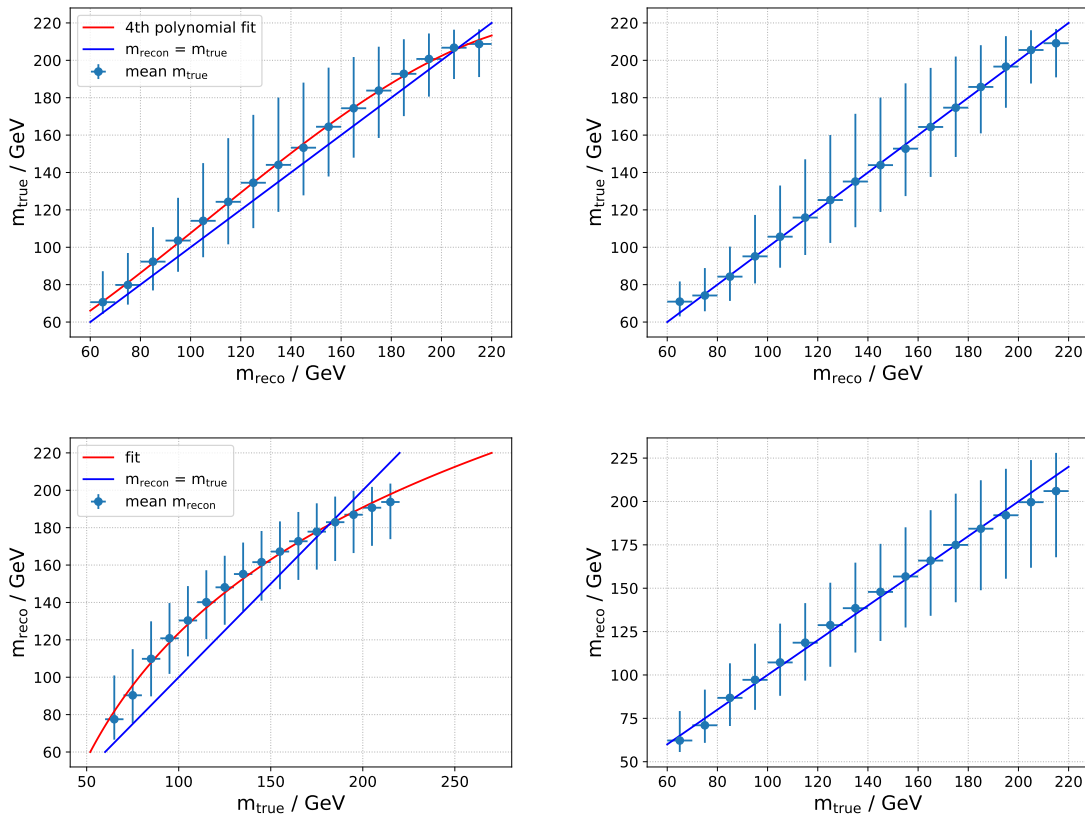 4th polynomial fit
m_recon = m_true
mean m_true
220
200
180
160
140
120
100
80
60
m_true / GeV
60 80 100 120 140 160 180 200 220
m_reco / GeV
220
200
180
160
140
120
100
80
60
m_true / GeV
60 80 100 120 140 160 180 200 220
m_reco / GeV
fit
m_recon = m_true
mean m_recon
220
200
180
160
140
120
100
80
60
m_reco / GeV
50 100 150 200 250
m_true / GeV
225
200
175
150
125
100
75
50
m_reco / GeV
60 80 100 120 140 160 180 200 220
m_true / GeV